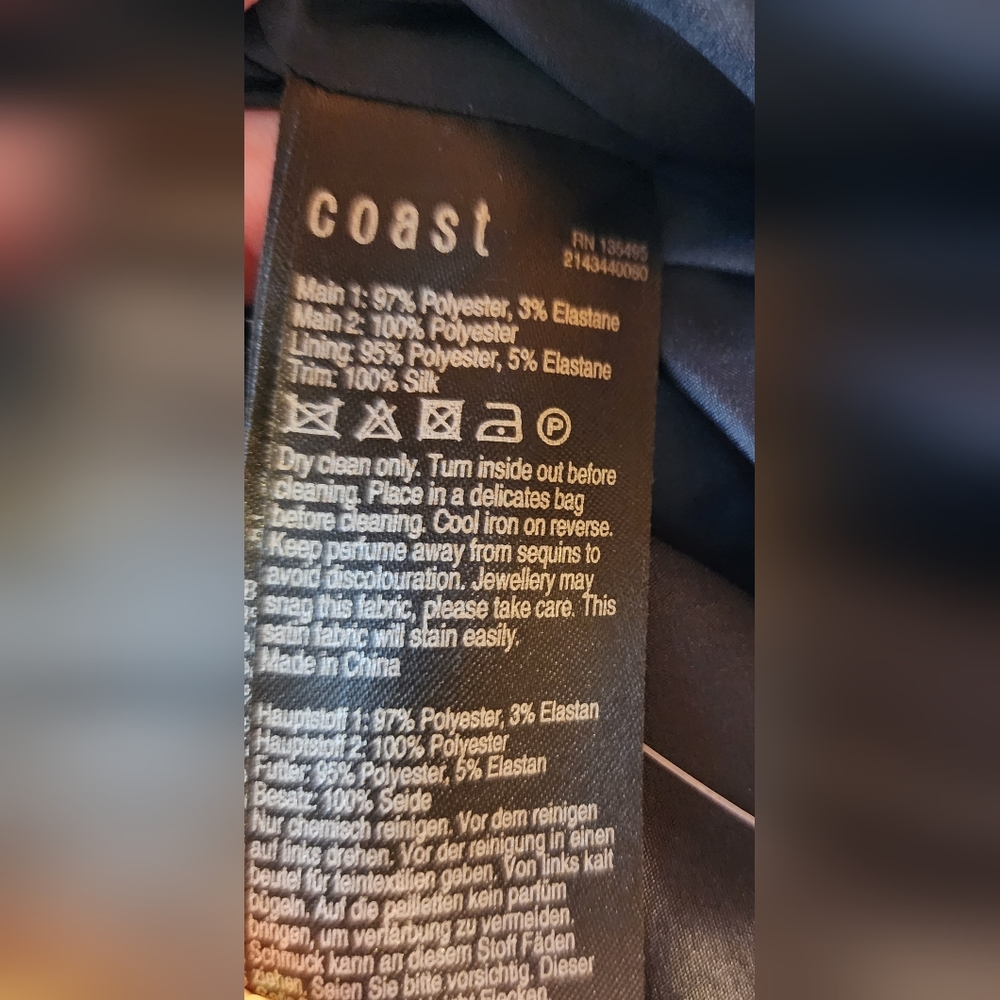 coast
RN 135495
2143440060
Main 1: 97% Polyester, 3% Elastane
Main 2: 100% Polyester
Lining: 95% Polyester, 5% Elastane
Trim: 100% Silk
P
Dry clean only. Turn inside out before
cleaning. Place in a delicates bag
before cleaning. Cool iron on reverse.
Keep perfume away from sequins to
avoid discolouration. Jewellery may
snag this fabric, please take care. This
satin fabric will stain easily.
Made in China
Hauptstoff 1: 97% Polyester, 3% Elastan
Hauptstoff 2: 100% Polyester
Futter: 95% Polyester, 5% Elastan
Besatz: 100% Seide
Nur chemisch reinigen. Vor dem reinigen
auf links drehen. Vor der reinigung in einen
beutel für feintextilien geben. Von links kalt
bügeln. Auf die pailletten kein parfüm
bringen, um verfärbung zu vermeiden.
Schmuck kann an diesem Stoff Fäden
ziehen. Seien Sie bitte vorsichtig. Dieser
Flecken.